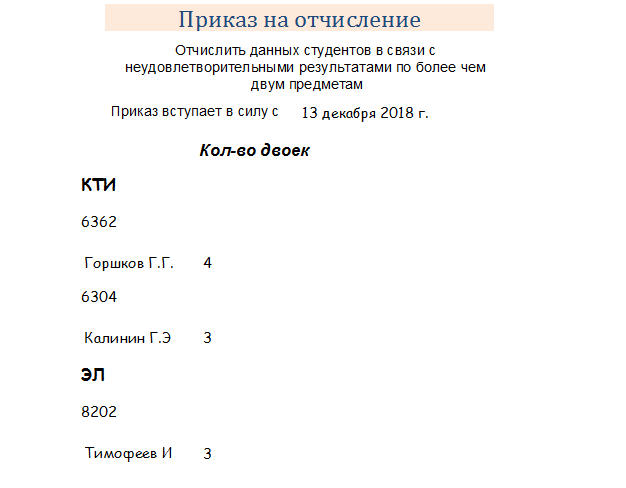 Приказ на отчисление
Отчислить данных студентов в связи с
неудовлетворительными результатами по более чем
двум предметам
Приказ вступает в силу с 13 декабря 2018 г.
Кол-во двоек
КТИ
6362
Горшков Г.Г. 4
6304
Калинин Г.Э 3
ЭЛ
8202
Тимофеев И 3